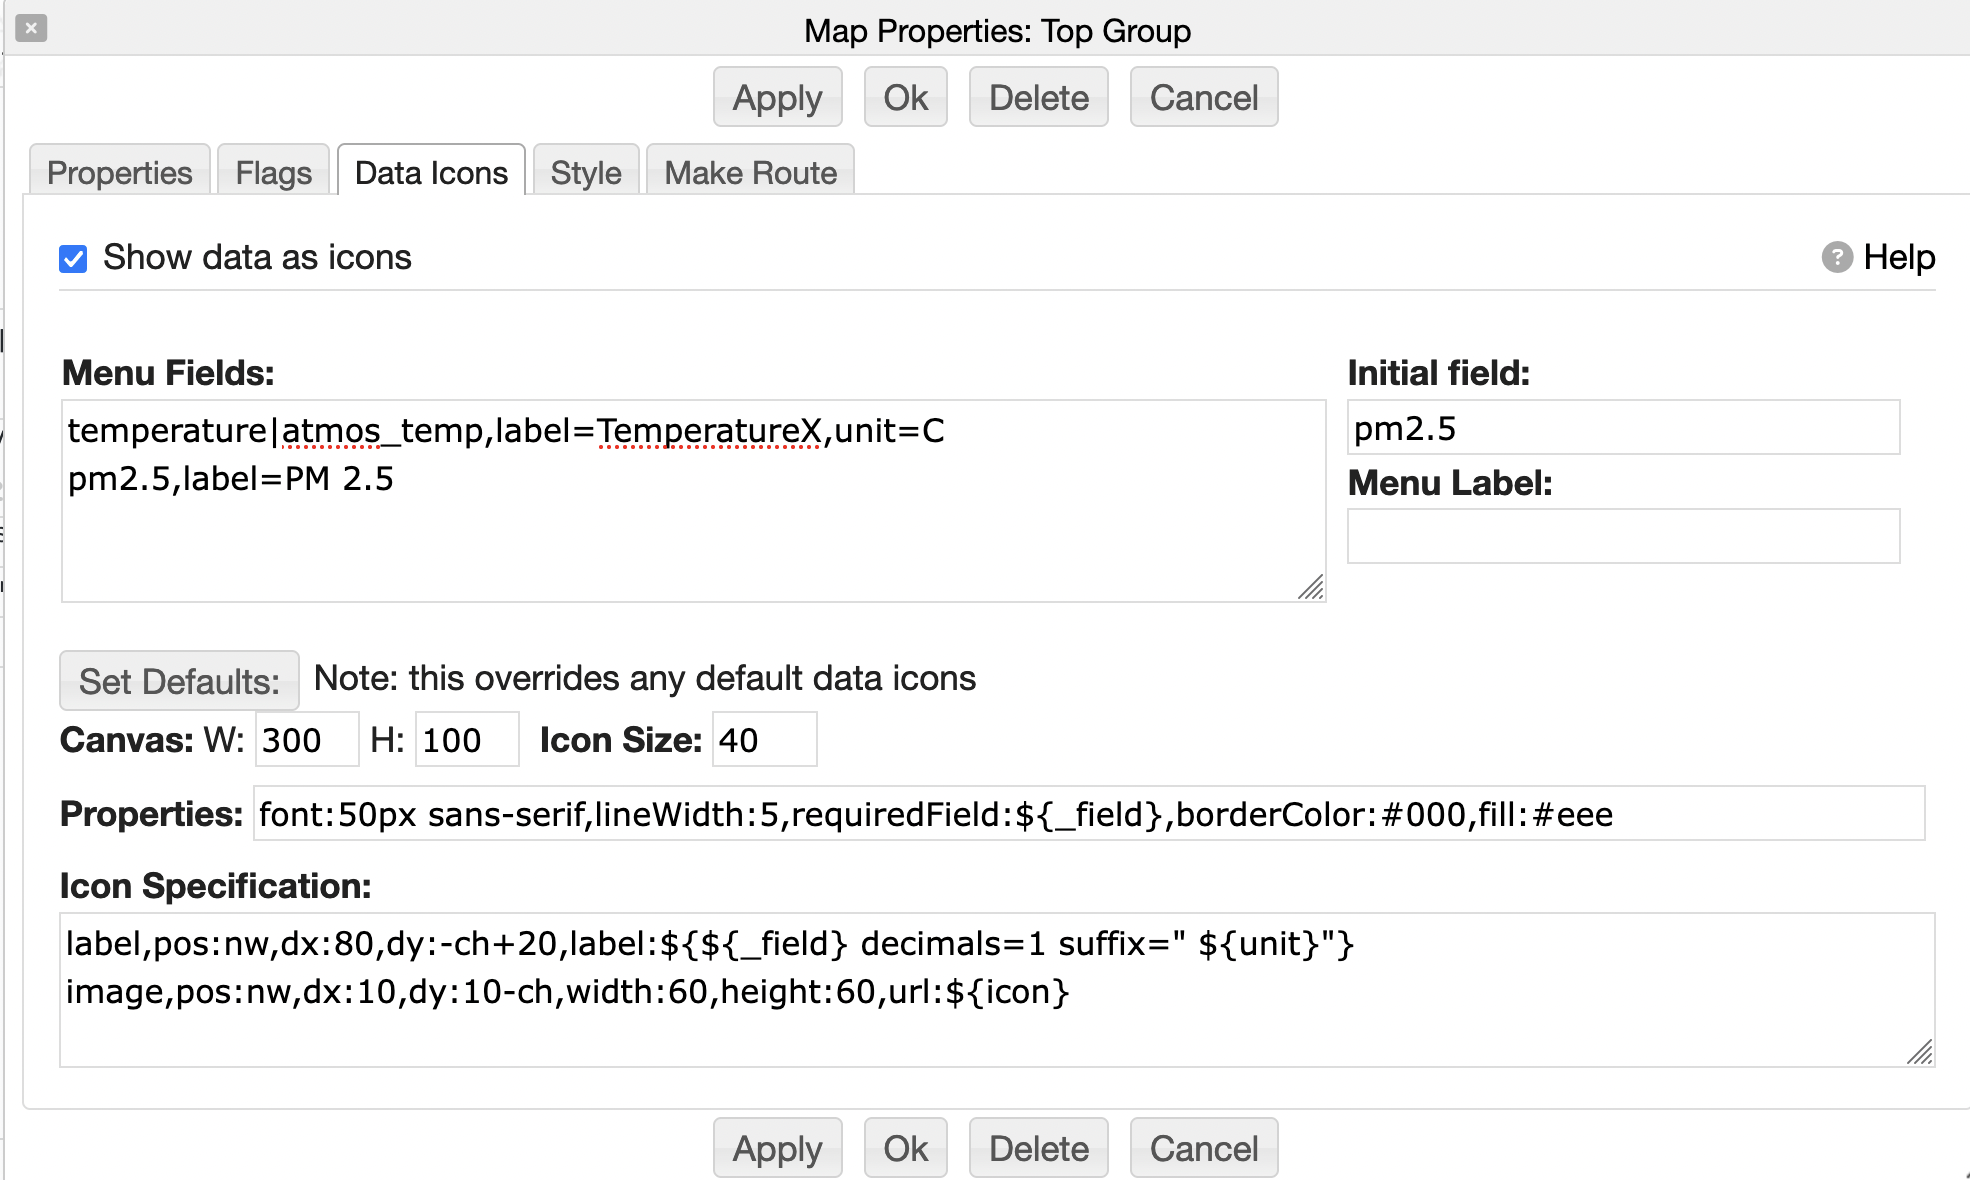 Map Properties: Top Group
Apply Ok Delete Cancel
Properties Flags Data Icons Style Make Route
Show data as icons
? Help
Menu Fields:
temperature|atmos_temp,label=TemperatureX,unit=C
pm2.5,label=PM 2.5
Initial field:
pm2.5
Menu Label:
Set Defaults: Note: this overrides any default data icons
Canvas: W: 300 H: 100 Icon Size: 40
Properties: font:50px sans-serif,lineWidth:5,requiredField:${_field},borderColor:#000,fill:#eee
Icon Specification:
label,pos:nw,dx:80,dy:-ch+20,label:${${_field} decimals=1 suffix=" ${unit}"}
image,pos:nw,dx:10,dy:10-ch,width:60,height:60,url:${icon}
Apply Ok Delete Cancel